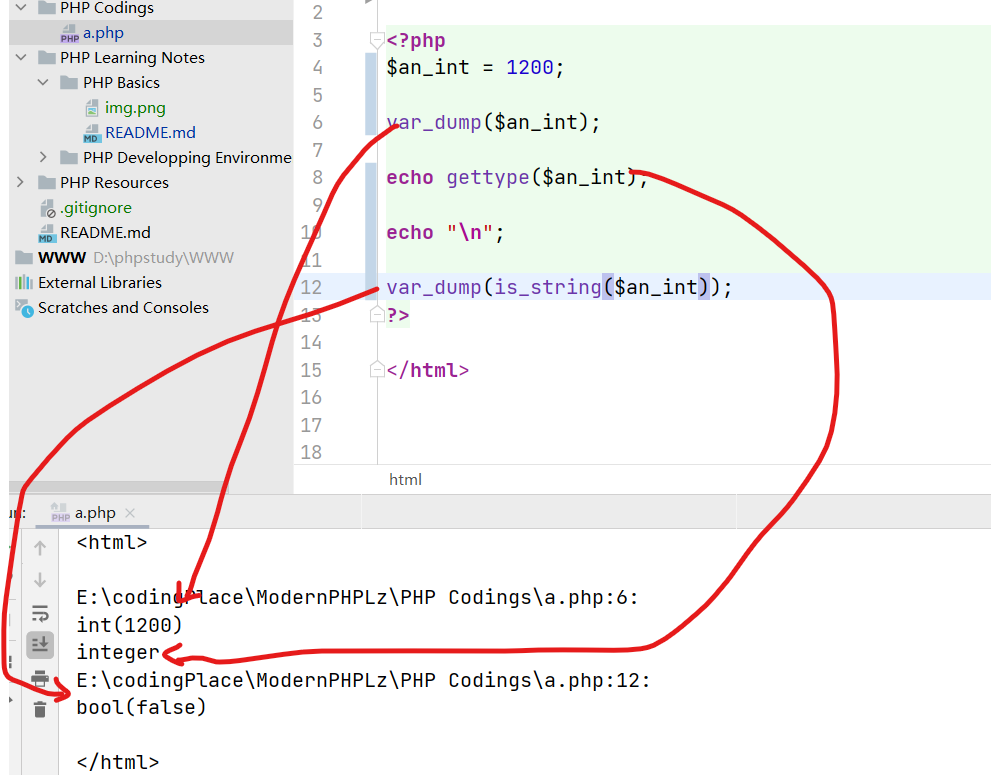 PHP Codings
a.php
PHP Learning Notes
PHP Basics
img.png
README.md
PHP Developping Environme
PHP Resources
.gitignore
README.md
WWW D:\phpstudy\WWW
External Libraries
Scratches and Consoles
2
3 <?php
4 $an_int = 1200;
5
6 var_dump($an_int);
7
8 echo gettype($an_int);
9
10 echo "\n";
11
12 var_dump(is_string($an_int));
13 ?>
14
15 </html>
16
17
18
html
a.php
<html>
E:\codingPlace\ModernPHPLz\PHP Codings\a.php:6:
int(1200)
integer
E:\codingPlace\ModernPHPLz\PHP Codings\a.php:12:
bool(false)
</html>